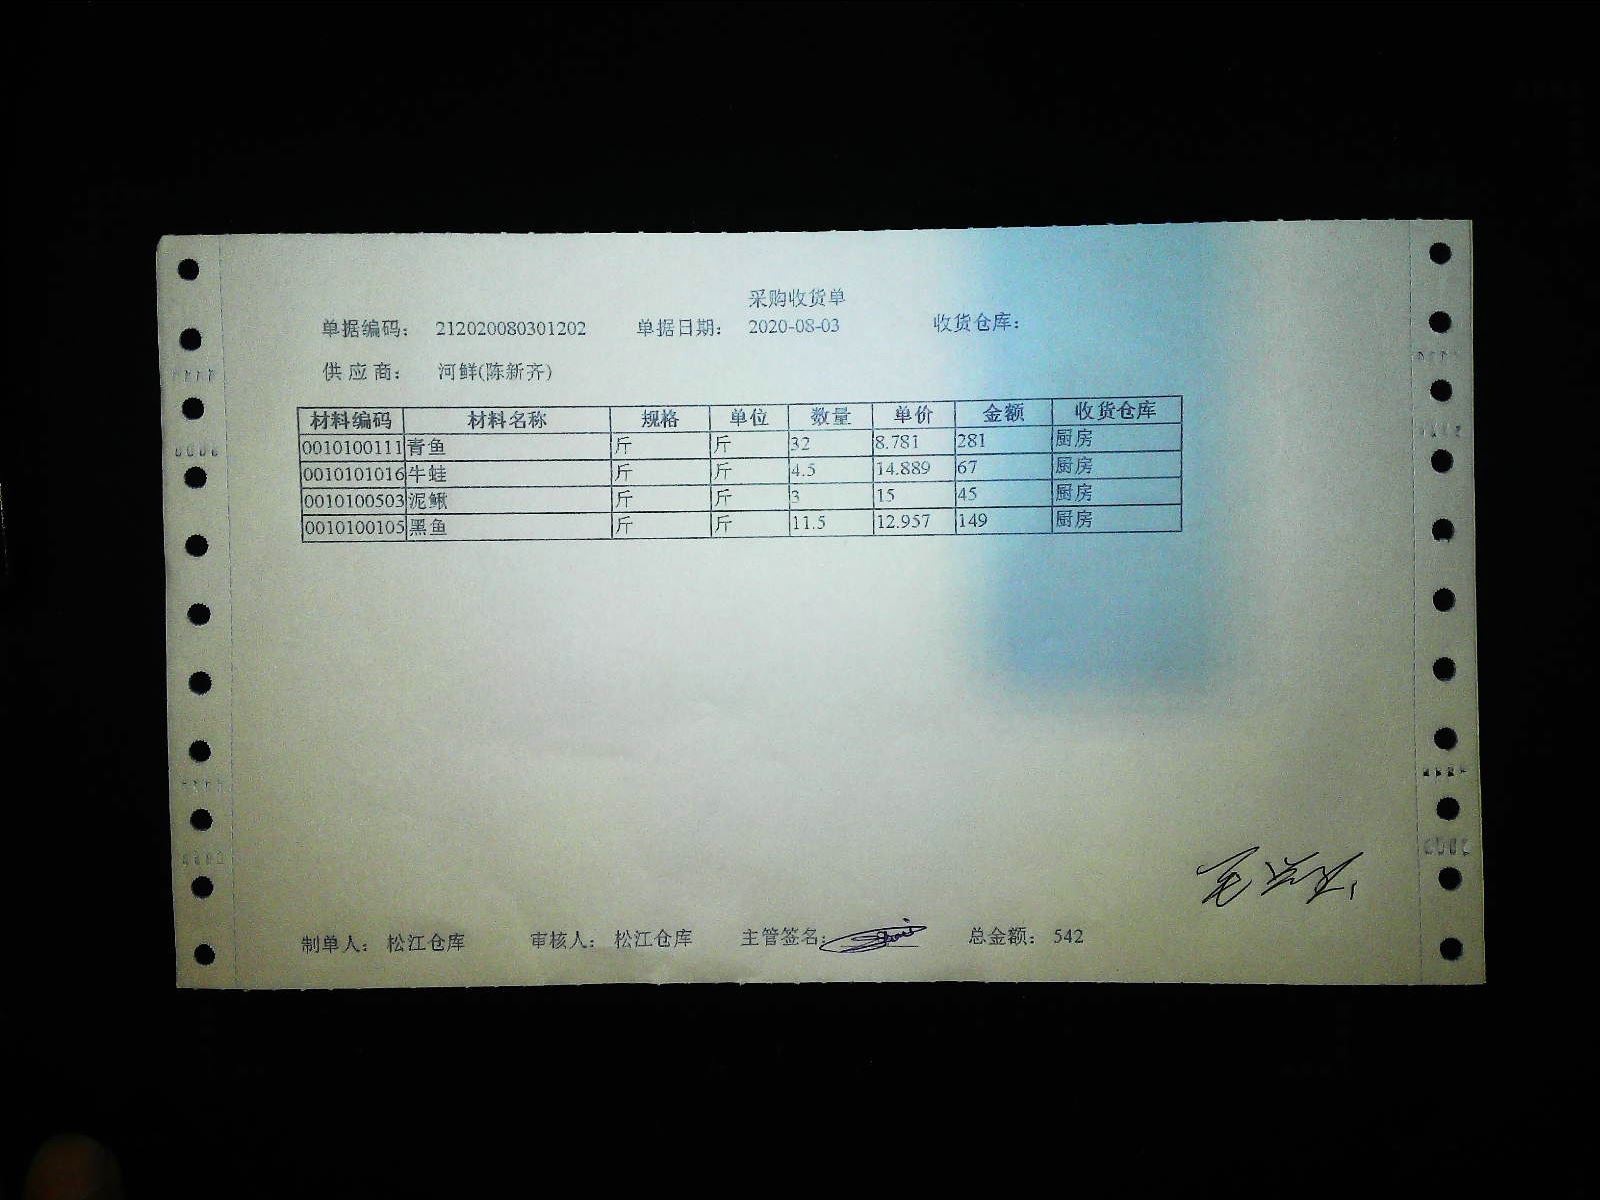 采购收货单
单据编码: 212020080301202 单据日期: 2020-08-03 收货仓库:
供应商: 河鲜(陈新齐)
材料编码 材料名称 规格 单位 数量 单价 金额 收货仓库
0010100111 青鱼 斤 斤 32 8.781 281 厨房
0010101016 牛蛙 斤 斤 4.5 14.889 67 厨房
0010100503 泥鳅 斤 斤 3 15 45 厨房
0010100105 黑鱼 斤 斤 11.5 12.957 149 厨房
制单人: 松江仓库 审核人: 松江仓库 主管签名: 总金额: 542